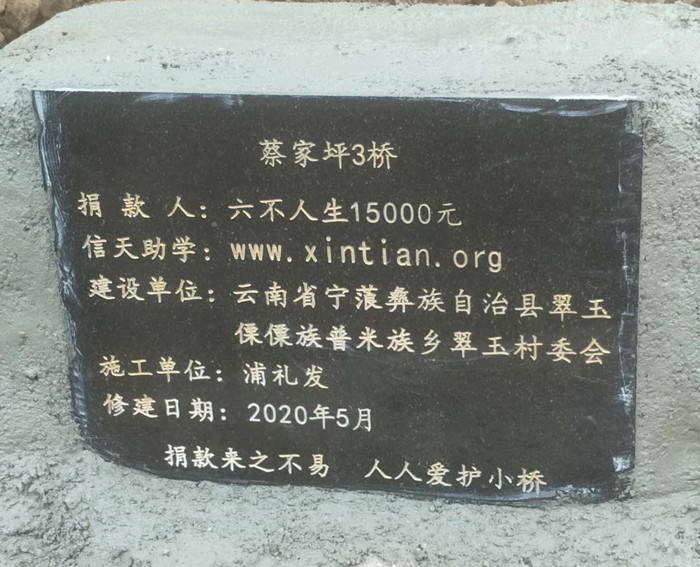 蔡家坪3桥
捐款人：六不人生15000元
信天助学：www.xintian.org
建设单位：云南省宁蒗彝族自治县翠玉
傈僳族普米族乡翠玉村委会
施工单位：浦礼发
修建日期：2020年5月
捐款来之不易 人人爱护小桥